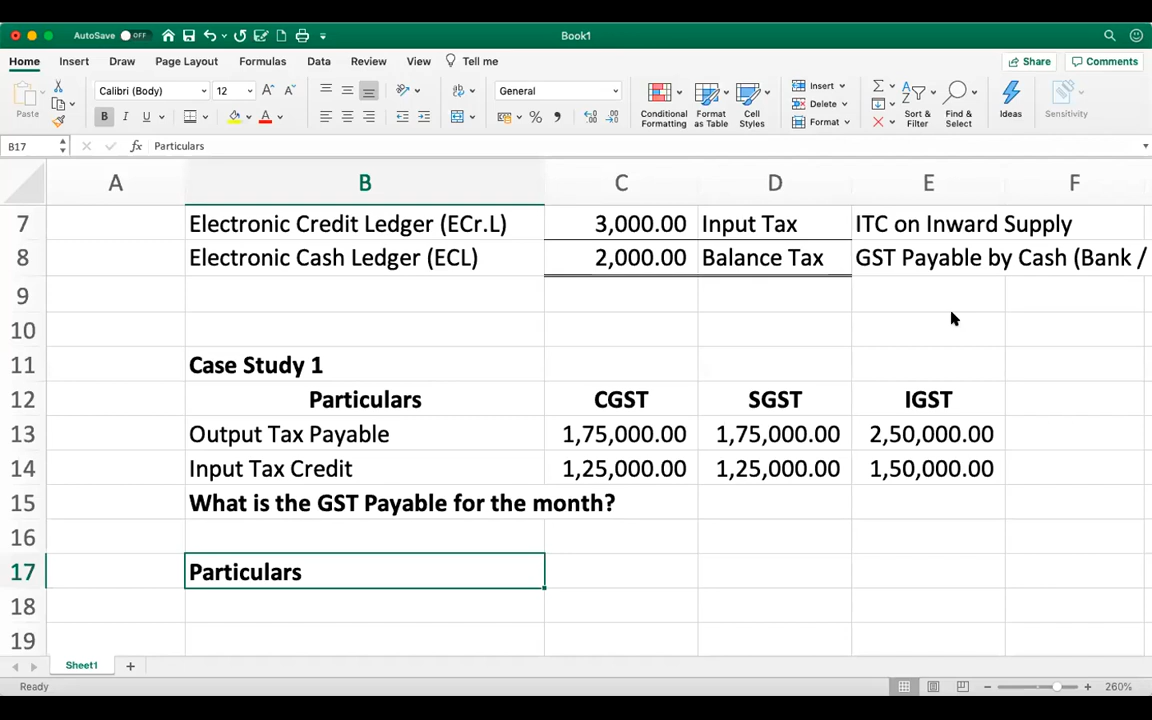 AutoSave OFF Book1
Home Insert Draw Page Layout Formulas Data Review View Tell me Share Comments
Paste Calibri (Body) 12 A A General Conditional Formatting Format as Table Cell Styles Insert Delete Format Sort & Filter Find & Select Ideas Sensitivity
B I U A % 
B17 fx Particulars
A B C D E F
7 Electronic Credit Ledger (ECr.L) 3,000.00 Input Tax ITC on Inward Supply
8 Electronic Cash Ledger (ECL) 2,000.00 Balance Tax GST Payable by Cash (Bank /
9
10
11 Case Study 1
12 Particulars CGST SGST IGST
13 Output Tax Payable 1,75,000.00 1,75,000.00 2,50,000.00
14 Input Tax Credit 1,25,000.00 1,25,000.00 1,50,000.00
15 What is the GST Payable for the month?
16
17 Particulars
18
19
Sheet1 +
Ready 260%